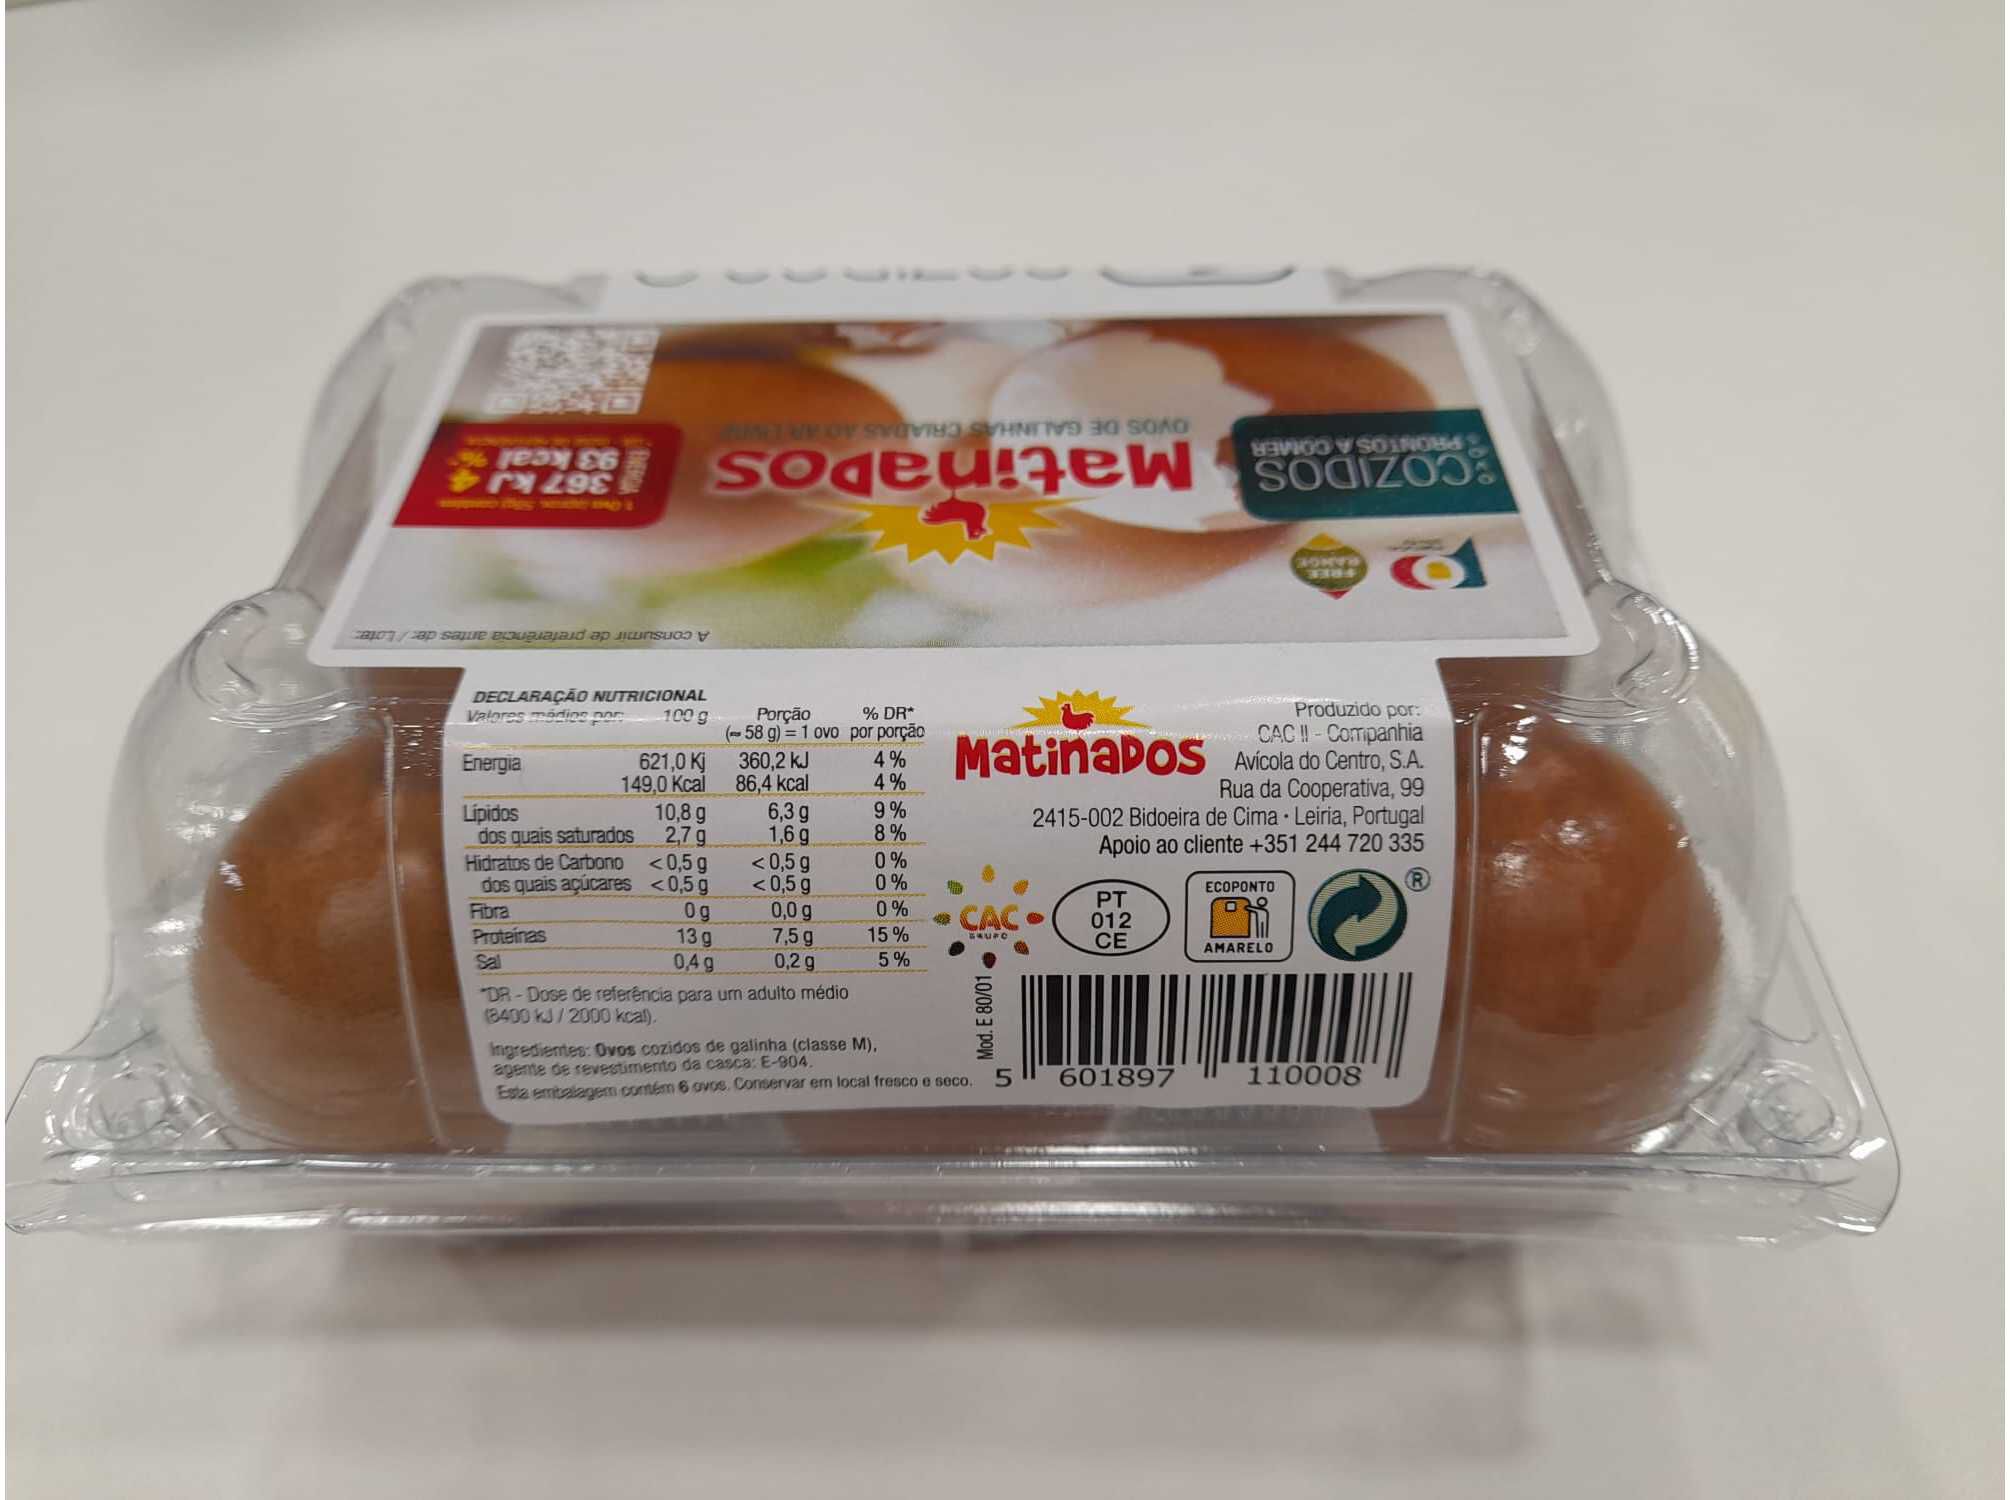 COZIDOS
PRONTOS A COMER
MatinaDos
OVOS DE GALINHAS CRIADAS AO AR LIVRE
ENERGIA
367 kJ
93 kcal
4 %*
FREE
RANGE
A consumir de preferência antes de: / Lote:
DECLARAÇÃO NUTRICIONAL
Valores médios por: 100 g Porção (≈ 58 g) = 1 ovo % DR* por porção
Energia 621,0 Kj 360,2 kJ 4 %
149,0 Kcal 86,4 kcal 4 %
Lípidos 10,8 g 6,3 g 9 %
dos quais saturados 2,7 g 1,6 g 8 %
Hidratos de Carbono < 0,5 g < 0,5 g 0 %
dos quais açúcares < 0,5 g < 0,5 g 0 %
Fibra 0 g 0,0 g 0 %
Proteínas 13 g 7,5 g 15 %
Sal 0,4 g 0,2 g 5 %
*DR - Dose de referência para um adulto médio
(8400 kJ / 2000 kcal).
Ingredientes: Ovos cozidos de galinha (classe M),
agente de revestimento da casca: E-904.
Esta embalagem contém 6 ovos. Conservar em local fresco e seco.
MatinaDos
Produzido por:
CAC II - Companhia
Avícola do Centro, S.A.
Rua da Cooperativa, 99
2415-002 Bidoeira de Cima • Leiria, Portugal
Apoio ao cliente +351 244 720 335
CAC
GRUPO
PT
012
CE
ECOPONTO
AMARELO
®
Mod. E 80/01
5 601897 110008